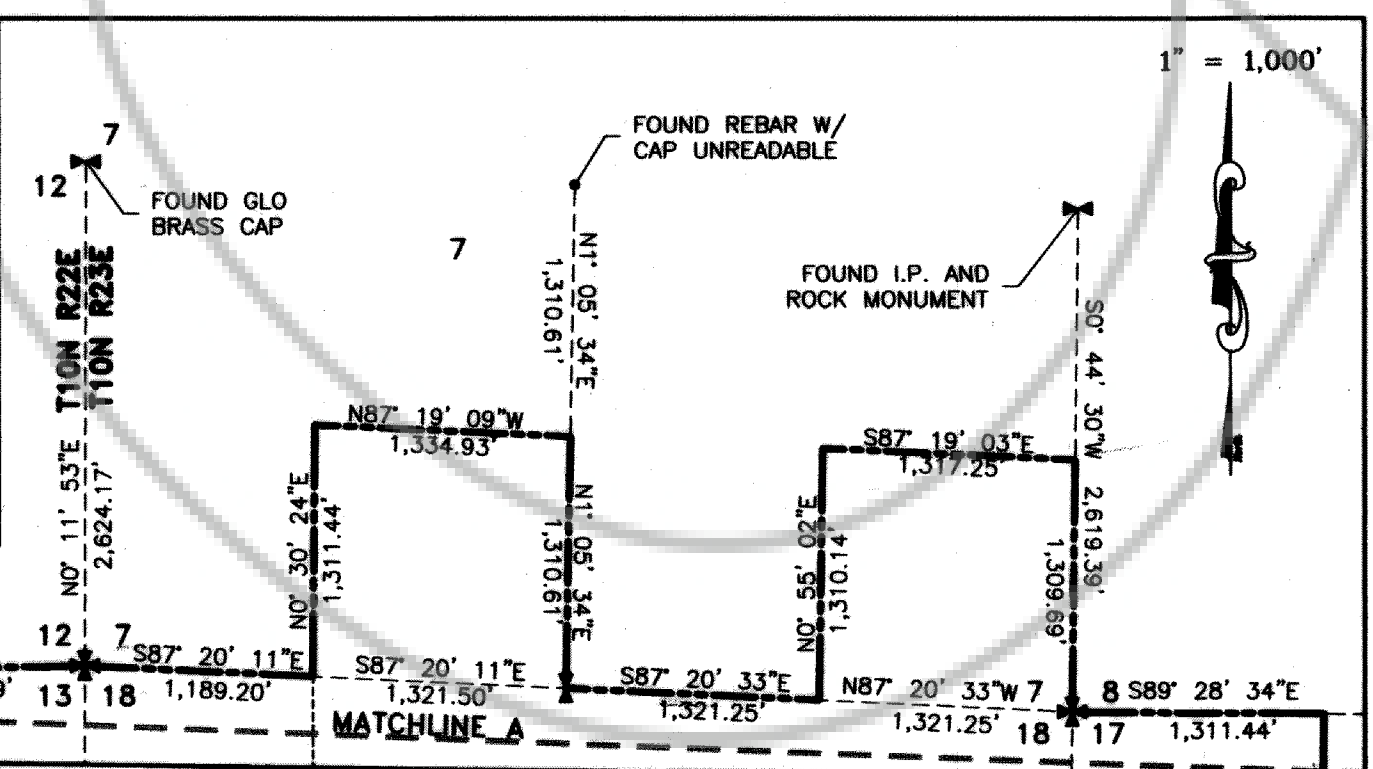 1" = 1,000'
7
FOUND REBAR W/
CAP UNREADABLE
12
FOUND GLO
BRASS CAP
7
FOUND I.P. AND
ROCK MONUMENT
T10N R22E
T10N R23E
N1° 05' 34"E
1,310.61'
S0° 44' 30"W 2,619.39'
N87° 19' 09"W
1,334.93'
S87° 19' 03"E
1,317.25'
N0° 11' 53"E
2,624.17'
N0° 30' 24"E
1,311.44'
N1° 05' 34"E
1,310.61'
N0° 55' 02"E
1,310.14'
1,309.69'
12 7
S87° 20' 11"E
1,189.20'
S87° 20' 11"E
1,321.50'
S87° 20' 33"E
1,321.25'
N87° 20' 33"W
1,321.25'
7 8
S89° 28' 34"E
1,311.44'
9'
13 18
18 17
MATCHLINE A